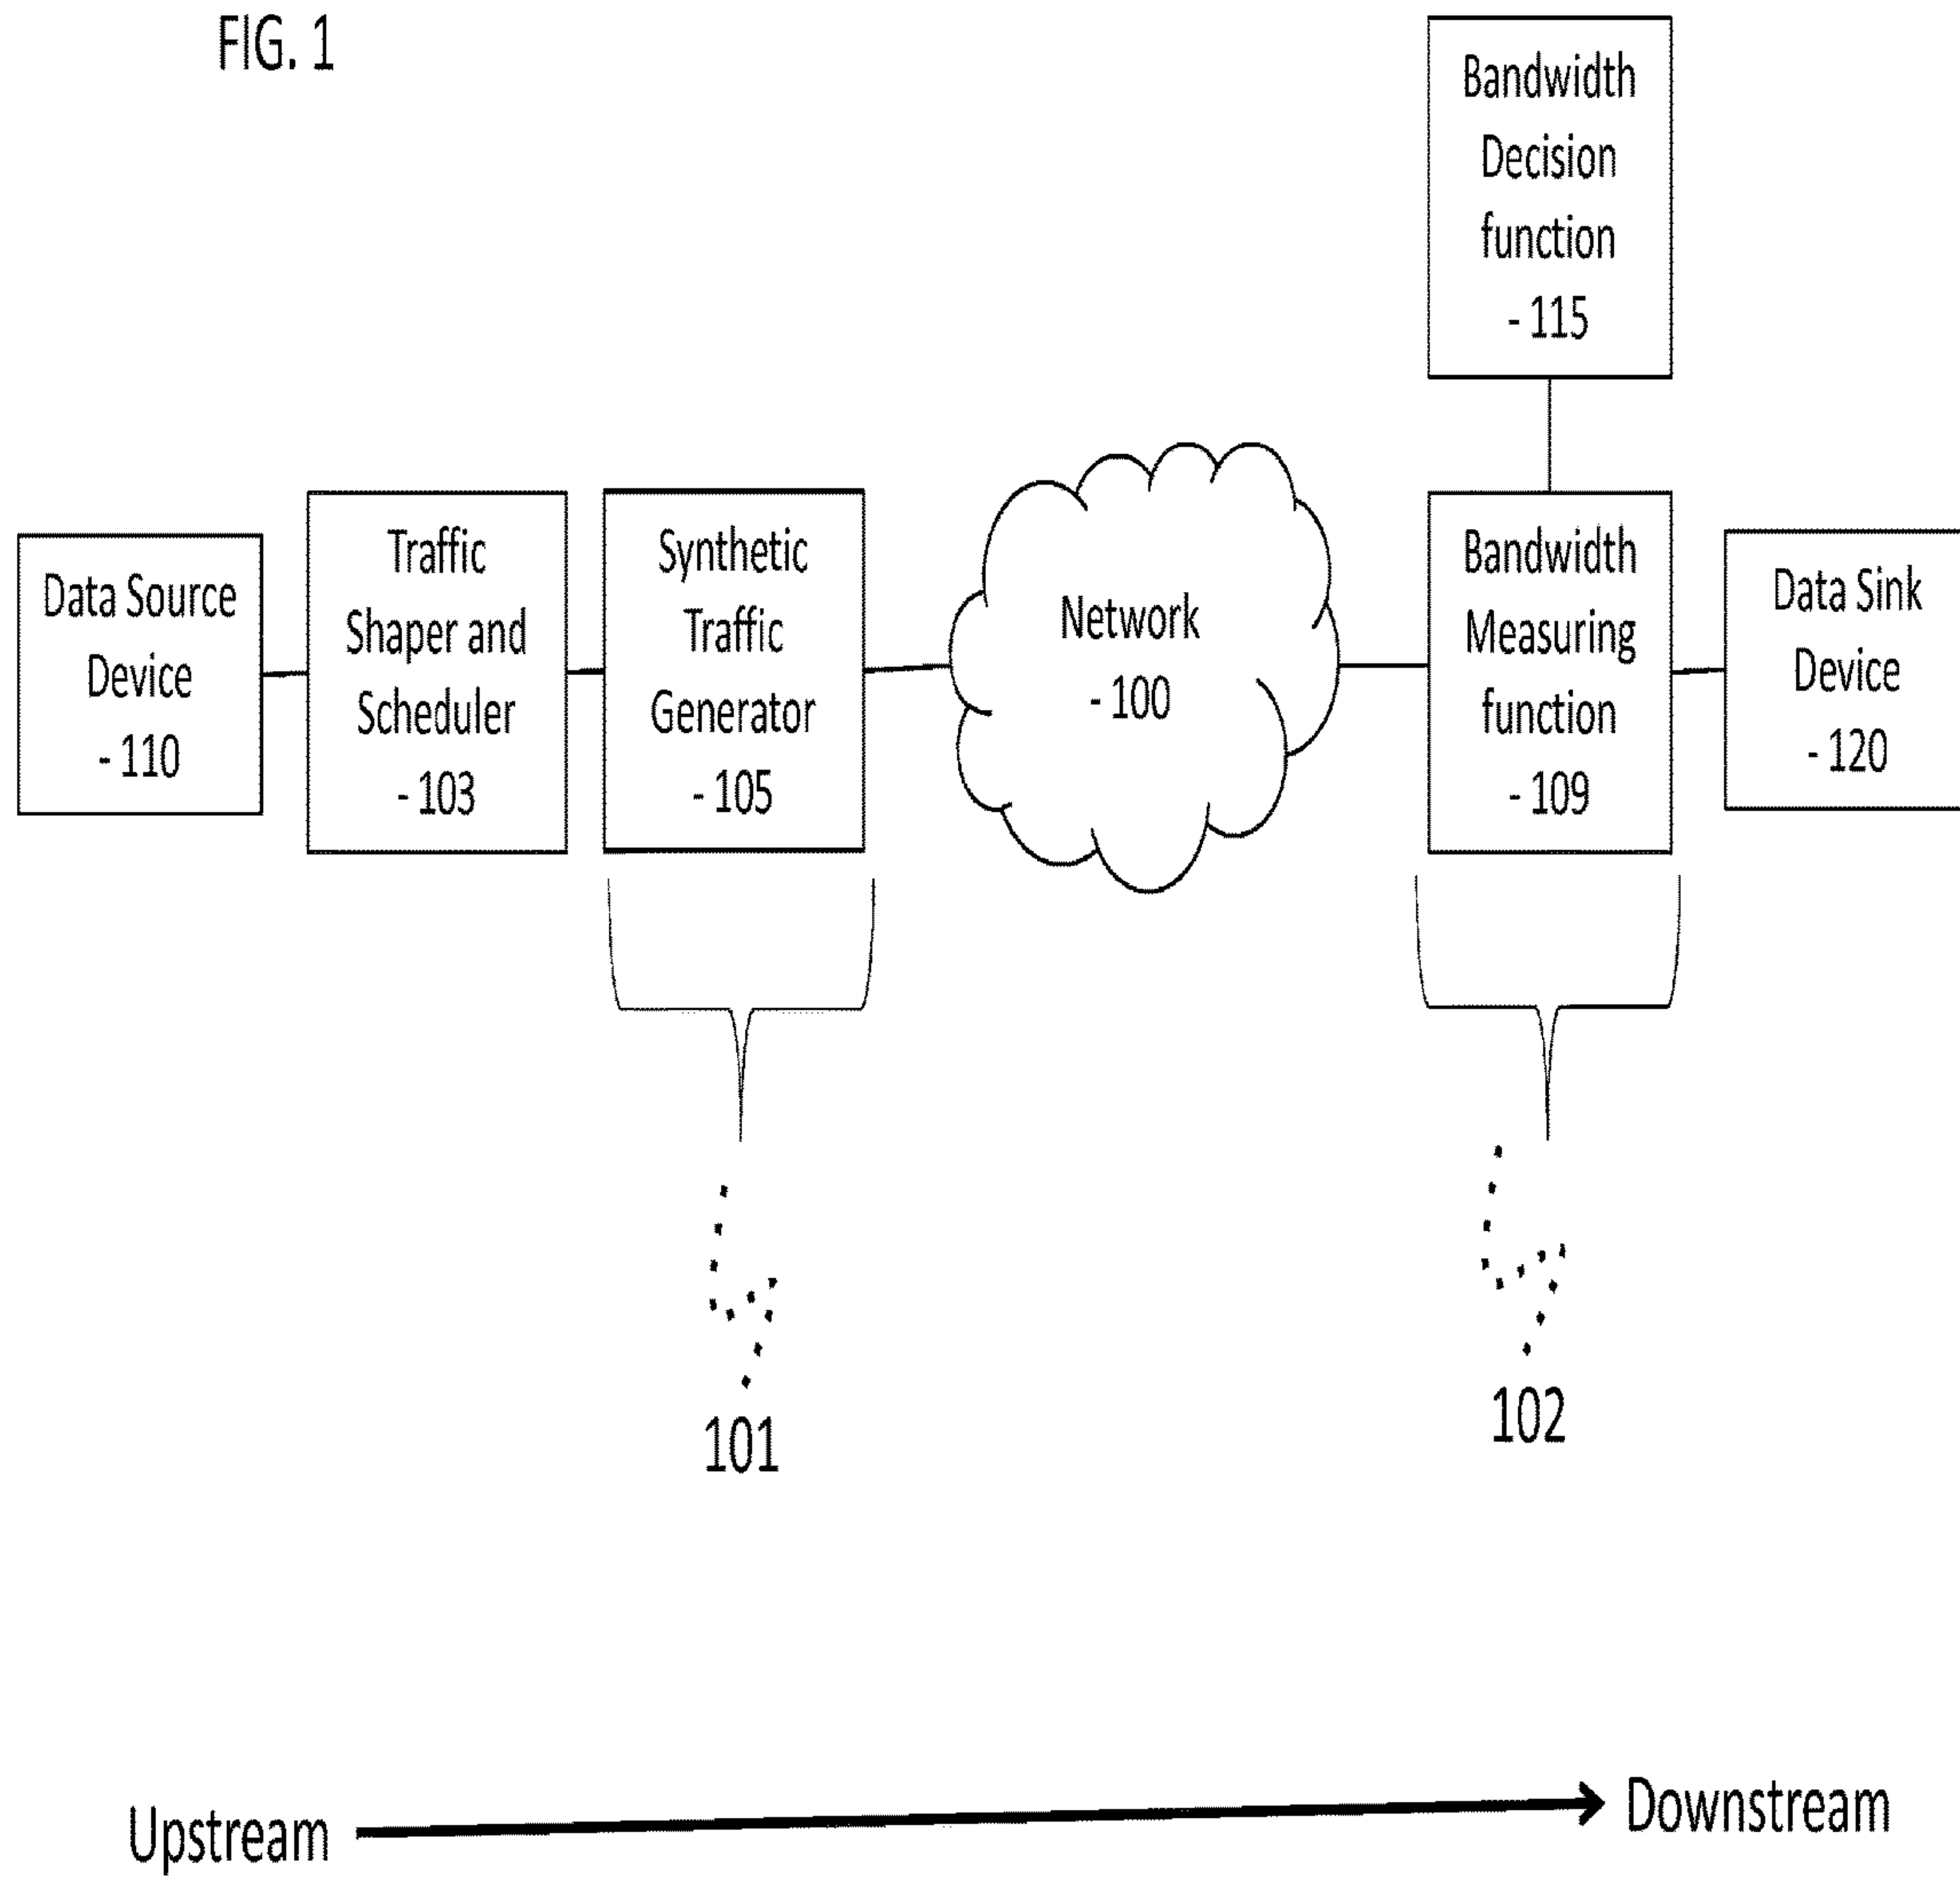 FIG. 1
Bandwidth
Decision
function
- 115
Data Source
Device
- 110
Traffic
Shaper and
Scheduler
- 103
Synthetic
Traffic
Generator
- 105
Network
- 100
Bandwidth
Measuring
function
- 109
Data Sink
Device
- 120
101
102
Upstream
Downstream